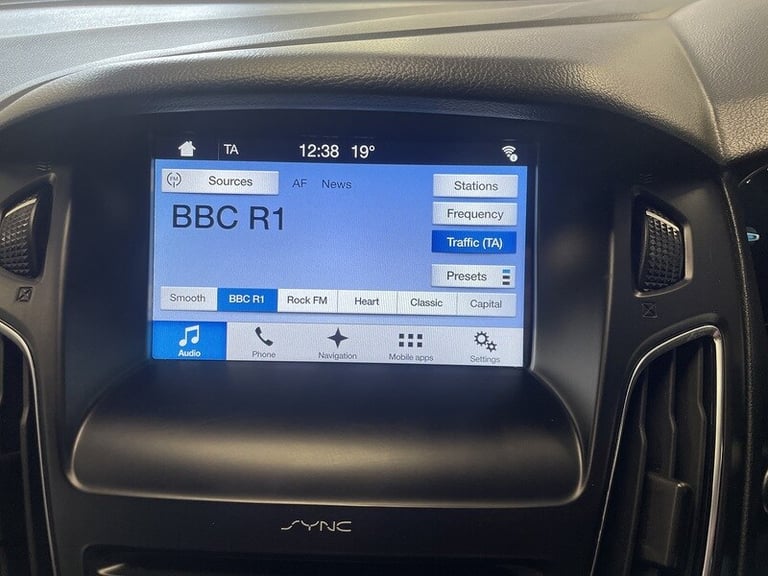 TA 12:38 19°
FM Sources AF News Stations
BBC R1
Frequency
Traffic (TA)
Presets
Smooth BBC R1 Rock FM Heart Classic Capital
Audio Phone Navigation Mobile apps Settings
SYNC